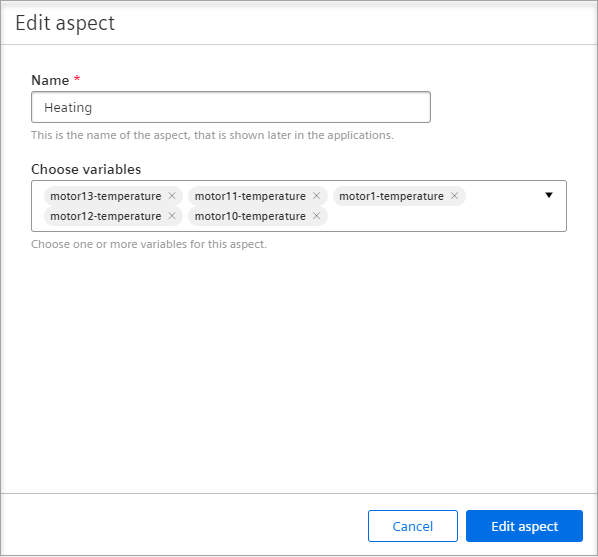 Edit aspect
Name *
Heating
This is the name of the aspect, that is shown later in the applications.
Choose variables
motor13-temperature × motor11-temperature × motor1-temperature ×
motor12-temperature × motor10-temperature ×
Choose one or more variables for this aspect.
Cancel Edit aspect